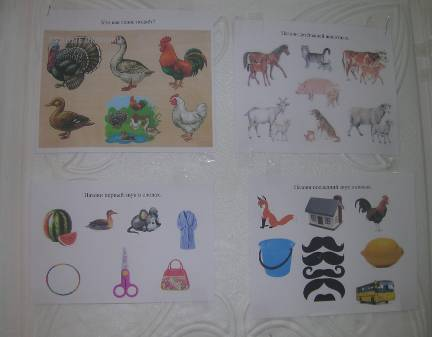 Кто как голос подаёт?
Назови детёнышей животных.
Назови первый звук в словах.
Назови последний звук в словах.